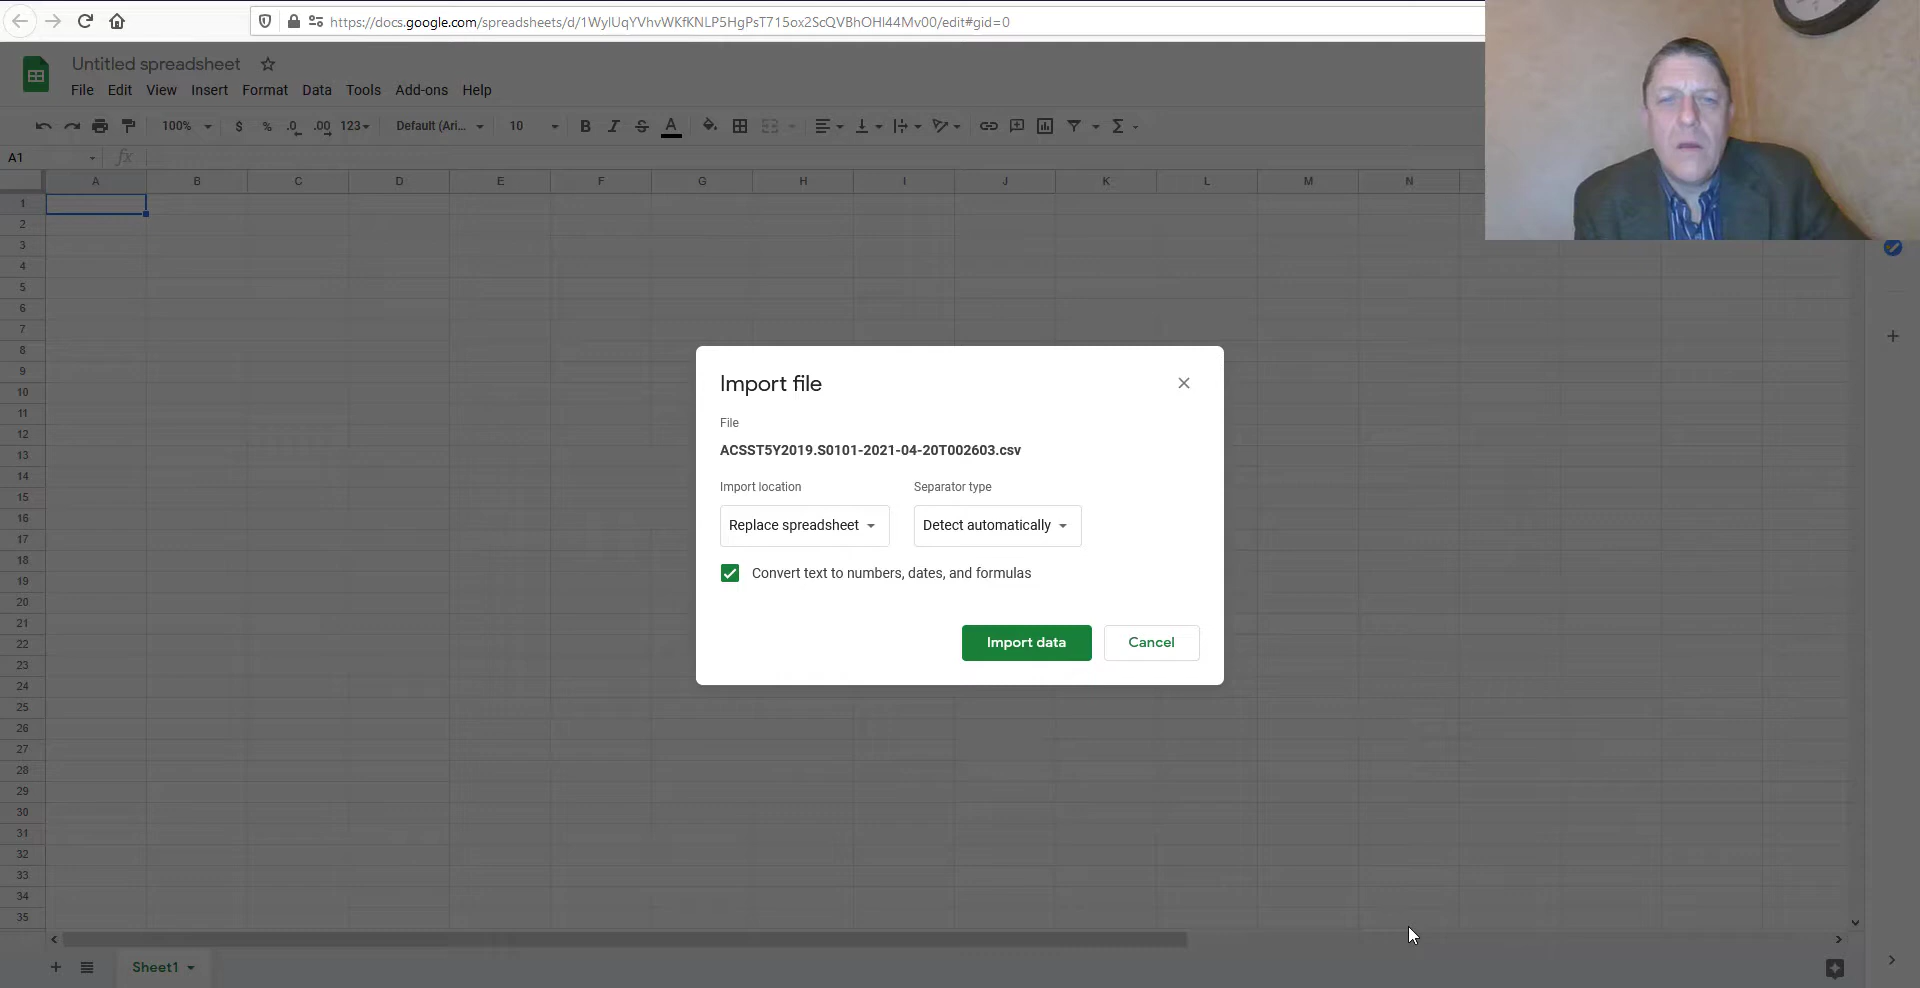 https://docs.google.com/spreadsheets/d/1WylUqYVhvWKfKNLP5HgPsT715ox2ScQVBhOHI44Mv00/edit#gid=0
Untitled spreadsheet
File Edit View Insert Format Data Tools Add-ons Help
100% $ % .0 .00 123 Default (Ari... 10 B I S A Σ
A1 fx
A B C D E F G H I J K L M N
1
2
3
4
5
6
7
8
9
10
11
12
13
14
15
16
17
18
19
20
21
22
23
24
25
26
27
28
29
30
31
32
33
34
35
Import file
File
ACSST5Y2019.S0101-2021-04-20T002603.csv
Import location Separator type
Replace spreadsheet Detect automatically
Convert text to numbers, dates, and formulas
Import data Cancel
Sheet1